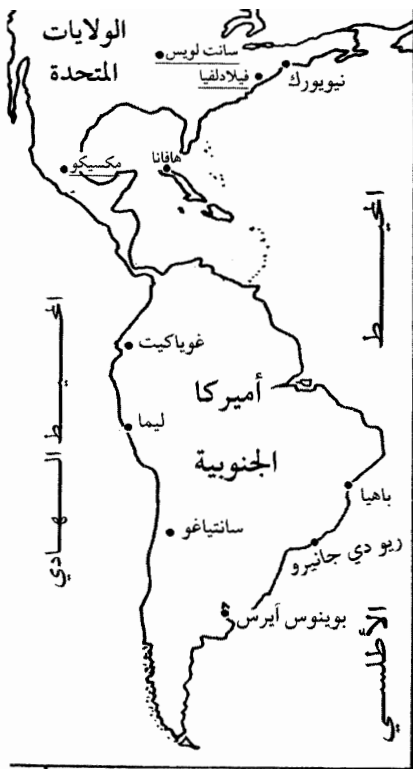 الولايات
المتحدة
سانت لويس
فيلادلفيا
نيويورك
هافانا
مكسيكو
المحيط
المحيط الهادي
غوياكيت
أميركا
الجنوبية
ليما
باهيا
سانتياغو
ريو دي جانيرو
بوينوس آيرس
الأطلسي